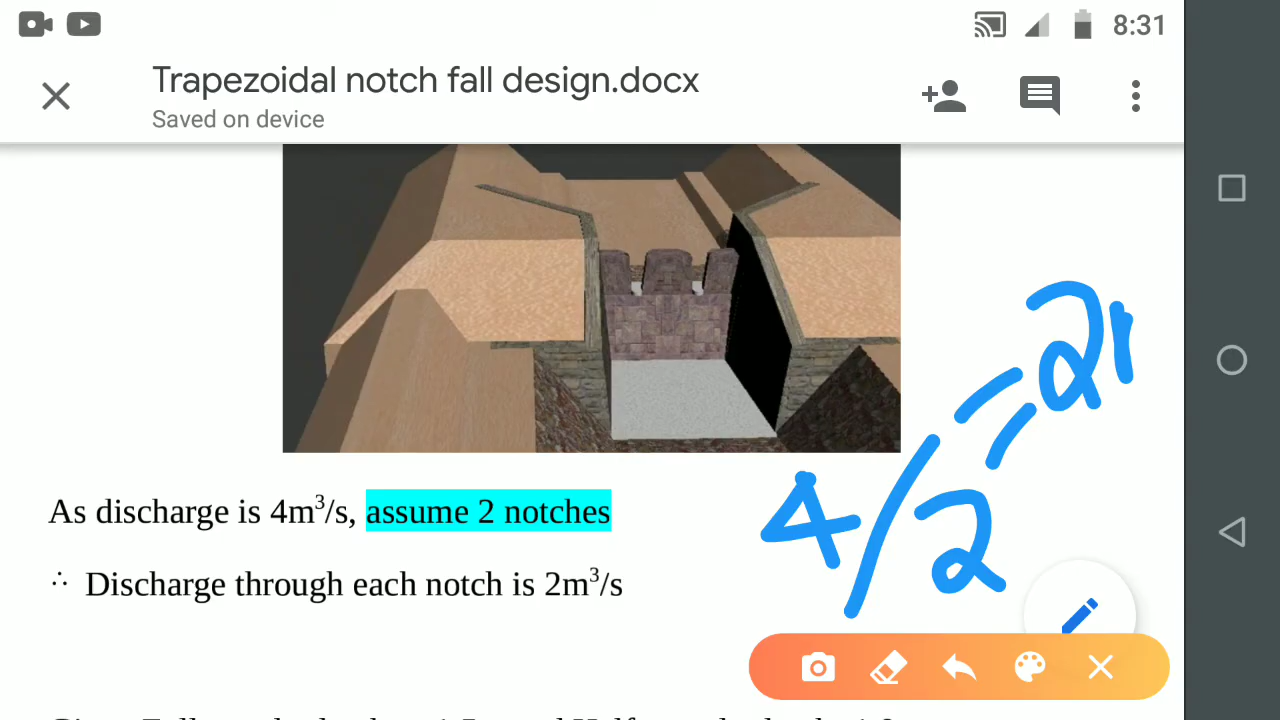 8:31
Trapezoidal notch fall design.docx
Saved on device
As discharge is 4m³/s, assume 2 notches
∴ Discharge through each notch is 2m³/s
4/2 = 2